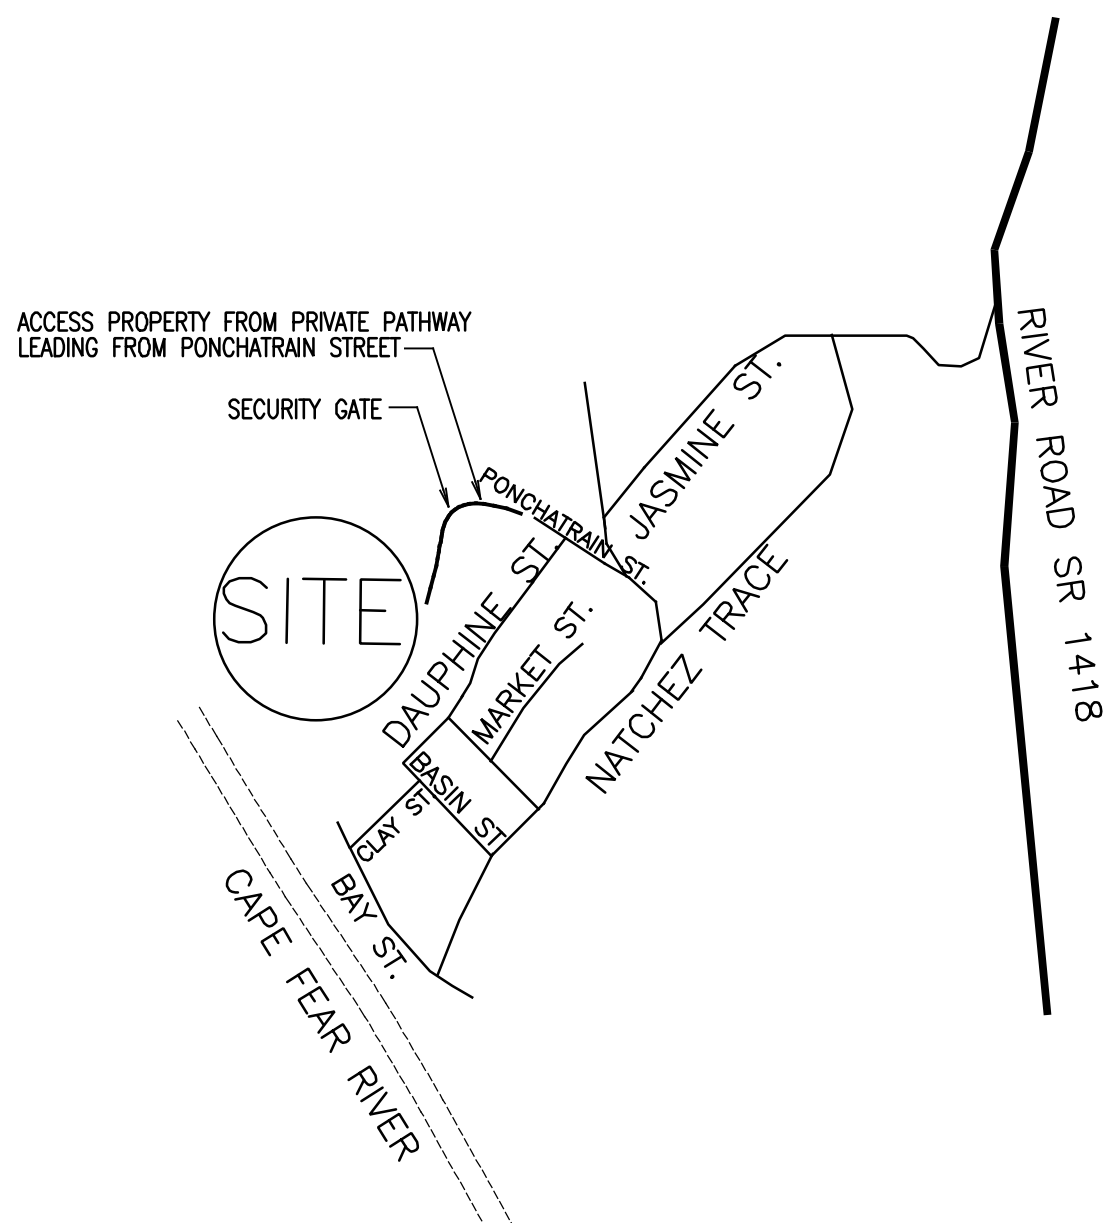 ACCESS PROPERTY FROM PRIVATE PATHWAY
LEADING FROM PONCHATRAIN STREET
SECURITY GATE
PONCHATRAIN ST.
JASMINE ST.
RIVER ROAD SR 1418
SITE
DAUPHINE ST.
MARKET ST.
NATCHEZ TRACE
BASIN ST
CLAY ST
BAY ST.
CAPE FEAR RIVER